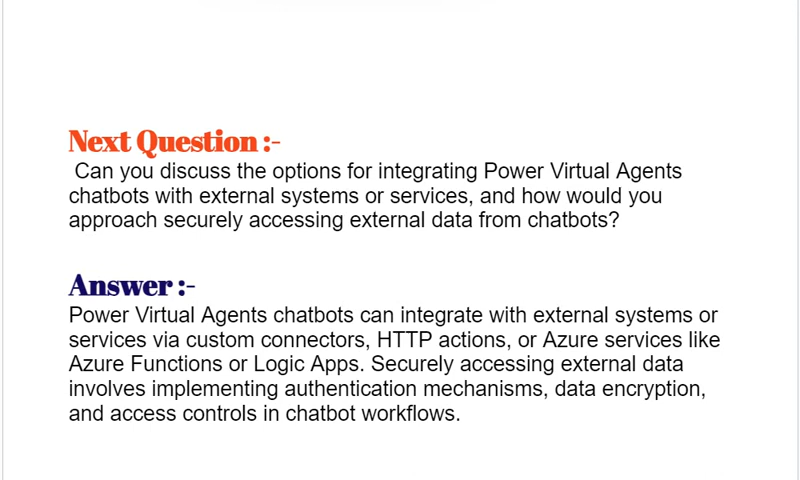 Next Question :-
Can you discuss the options for integrating Power Virtual Agents
chatbots with external systems or services, and how would you
approach securely accessing external data from chatbots?
Answer :-
Power Virtual Agents chatbots can integrate with external systems or
services via custom connectors, HTTP actions, or Azure services like
Azure Functions or Logic Apps. Securely accessing external data
involves implementing authentication mechanisms, data encryption,
and access controls in chatbot workflows.